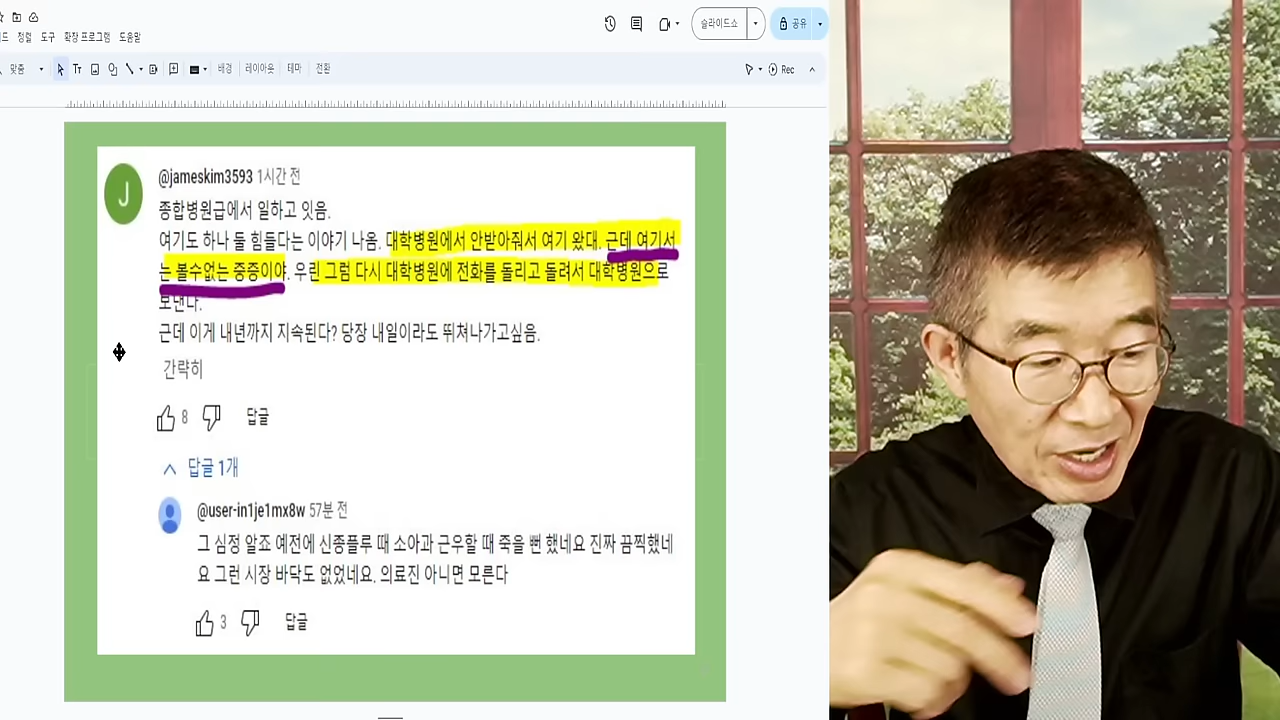 정렬 도구 확장 프로그램 도움말
슬라이드쇼
공유
맞춤
배경 레이아웃 테마 전환
Rec
J
@jameskim3593 1시간 전
종합병원급에서 일하고 잇음.
여기도 하나 둘 힘들다는 이야기 나옴. 대학병원에서 안받아줘서 여기 왔대. 근데 여기서
는 볼수없는 중증이야. 우린 그럼 다시 대학병원에 전화를 돌리고 돌려서 대학병원으로
보낸다.
근데 이게 내년까지 지속된다? 당장 내일이라도 뛰쳐나가고싶음.
간략히
8 답글
답글 1개
@user-in1je1mx8w 57분 전
그 심정 알죠 예전에 신종플루 때 소아과 근우할 때 죽을 뻔 했네요 진짜 끔찍했네
요 그런 시장 바닥도 없었네요. 의료진 아니면 모른다
3 답글